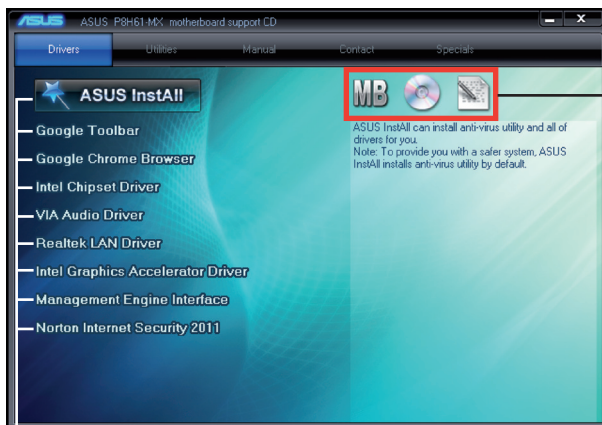 ASUS P8H61-MX motherboard support CD
Drivers Utilities Manual Contact Specials
ASUS InstAll
MB
Google Toolbar
Google Chrome Browser
Intel Chipset Driver
VIA Audio Driver
Realtek LAN Driver
Intel Graphics Accelerator Driver
Management Engine Interface
Norton Internet Security 2011
ASUS InstAll can install anti-virus utility and all of
drivers for you.
Note: To provide you with a safer system, ASUS
InstAll installs anti-virus utility by default.